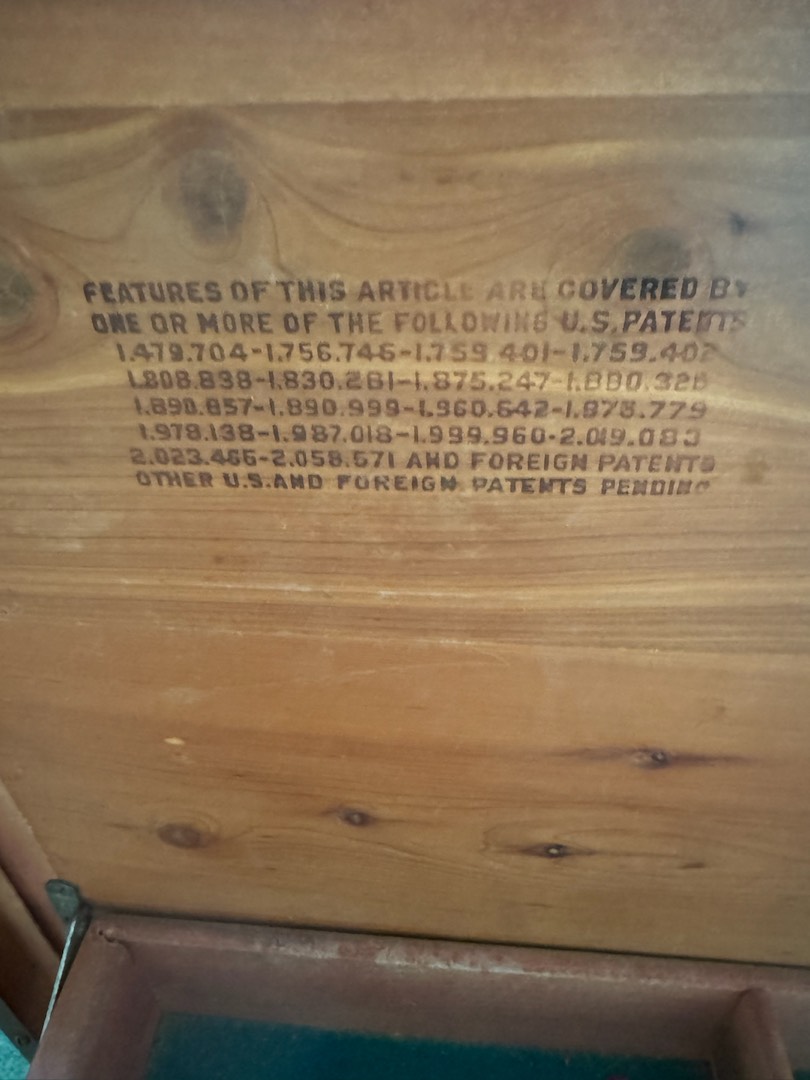 FEATURES OF THIS ARTICLE ARE COVERED BY
ONE OR MORE OF THE FOLLOWING U.S. PATENTS
1.479.704-1.756.746-1.759.401-1.759.402
1.808.838-1.830.261-1.875.247-1.880.326
1.890.857-1.890.999-1.960.642-1.978.779
1.978.138-1.987.018-1.999.960-2.019.083
2.023.466-2.058.571 AND FOREIGN PATENTS
OTHER U.S. AND FOREIGN PATENTS PENDING